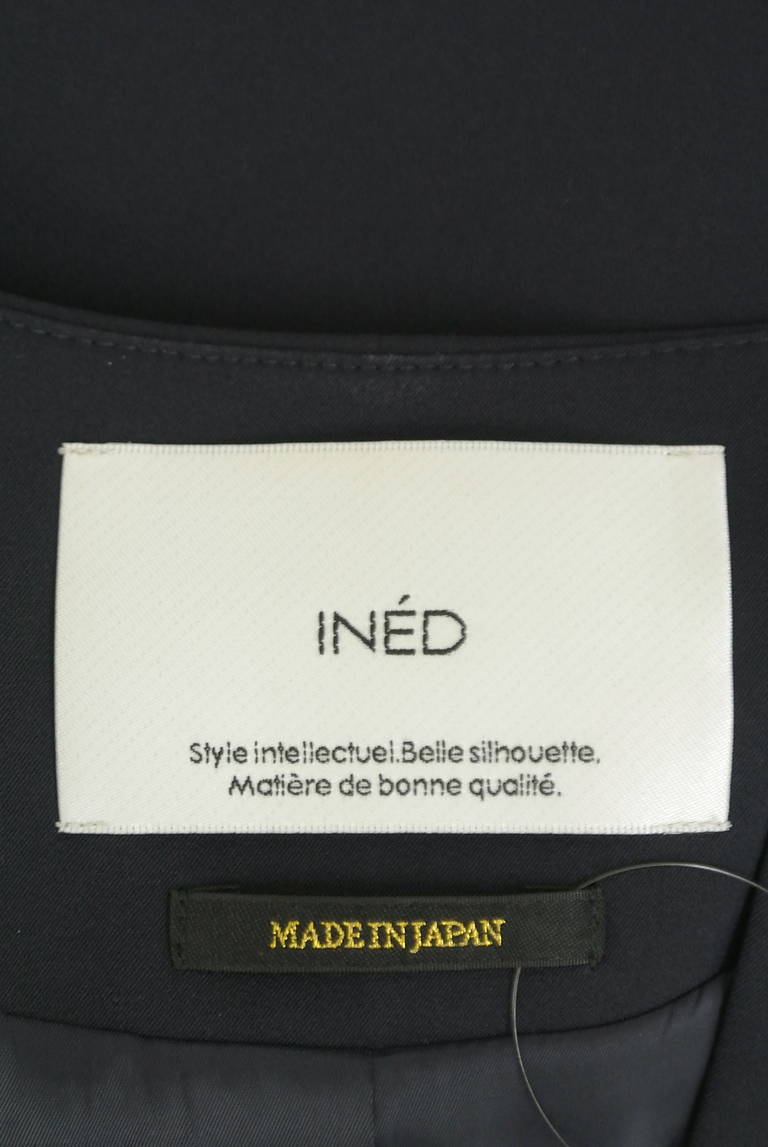 INÉD
Style intellectuel.Belle silhouette.
Matière de bonne qualité.
MADE IN JAPAN